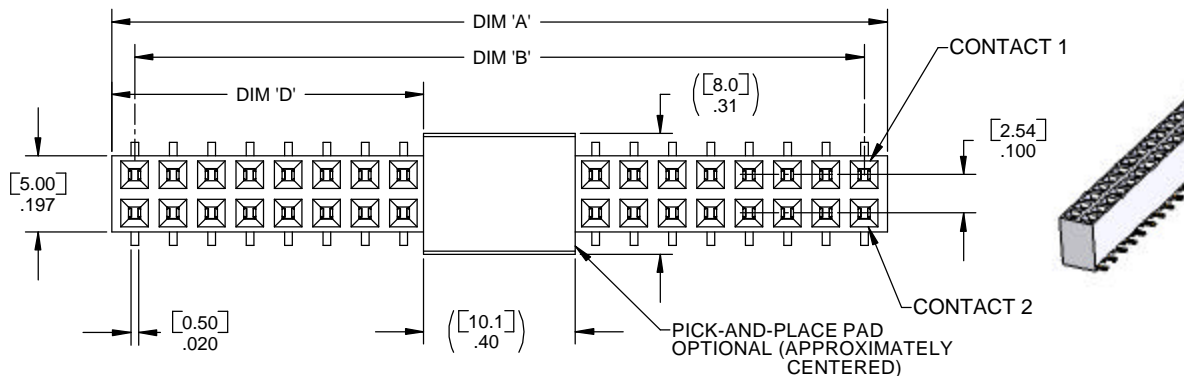 DIM 'A'
DIM 'B'
CONTACT 1
DIM 'D'
([8.0]
.31)
[2.54]
.100
[5.00]
.197
[0.50]
.020
([10.1]
.40)
CONTACT 2
PICK-AND-PLACE PAD
OPTIONAL (APPROXIMATELY
CENTERED)